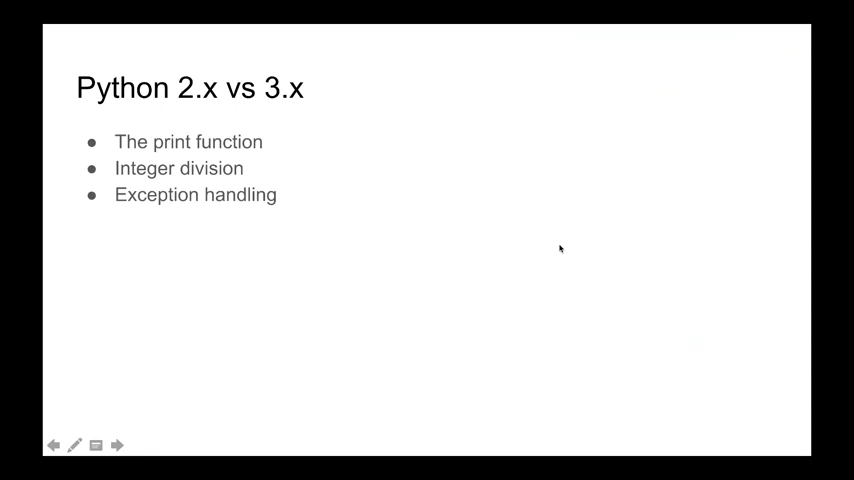 Python 2.x vs 3.x
● The print function
● Integer division
● Exception handling